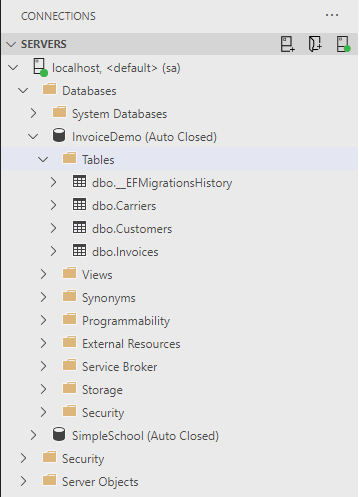 CONNECTIONS
SERVERS
localhost, <default> (sa)
Databases
System Databases
InvoiceDemo (Auto Closed)
Tables
dbo.__EFMigrationsHistory
dbo.Carriers
dbo.Customers
dbo.Invoices
Views
Synonyms
Programmability
External Resources
Service Broker
Storage
Security
SimpleSchool (Auto Closed)
Security
Server Objects